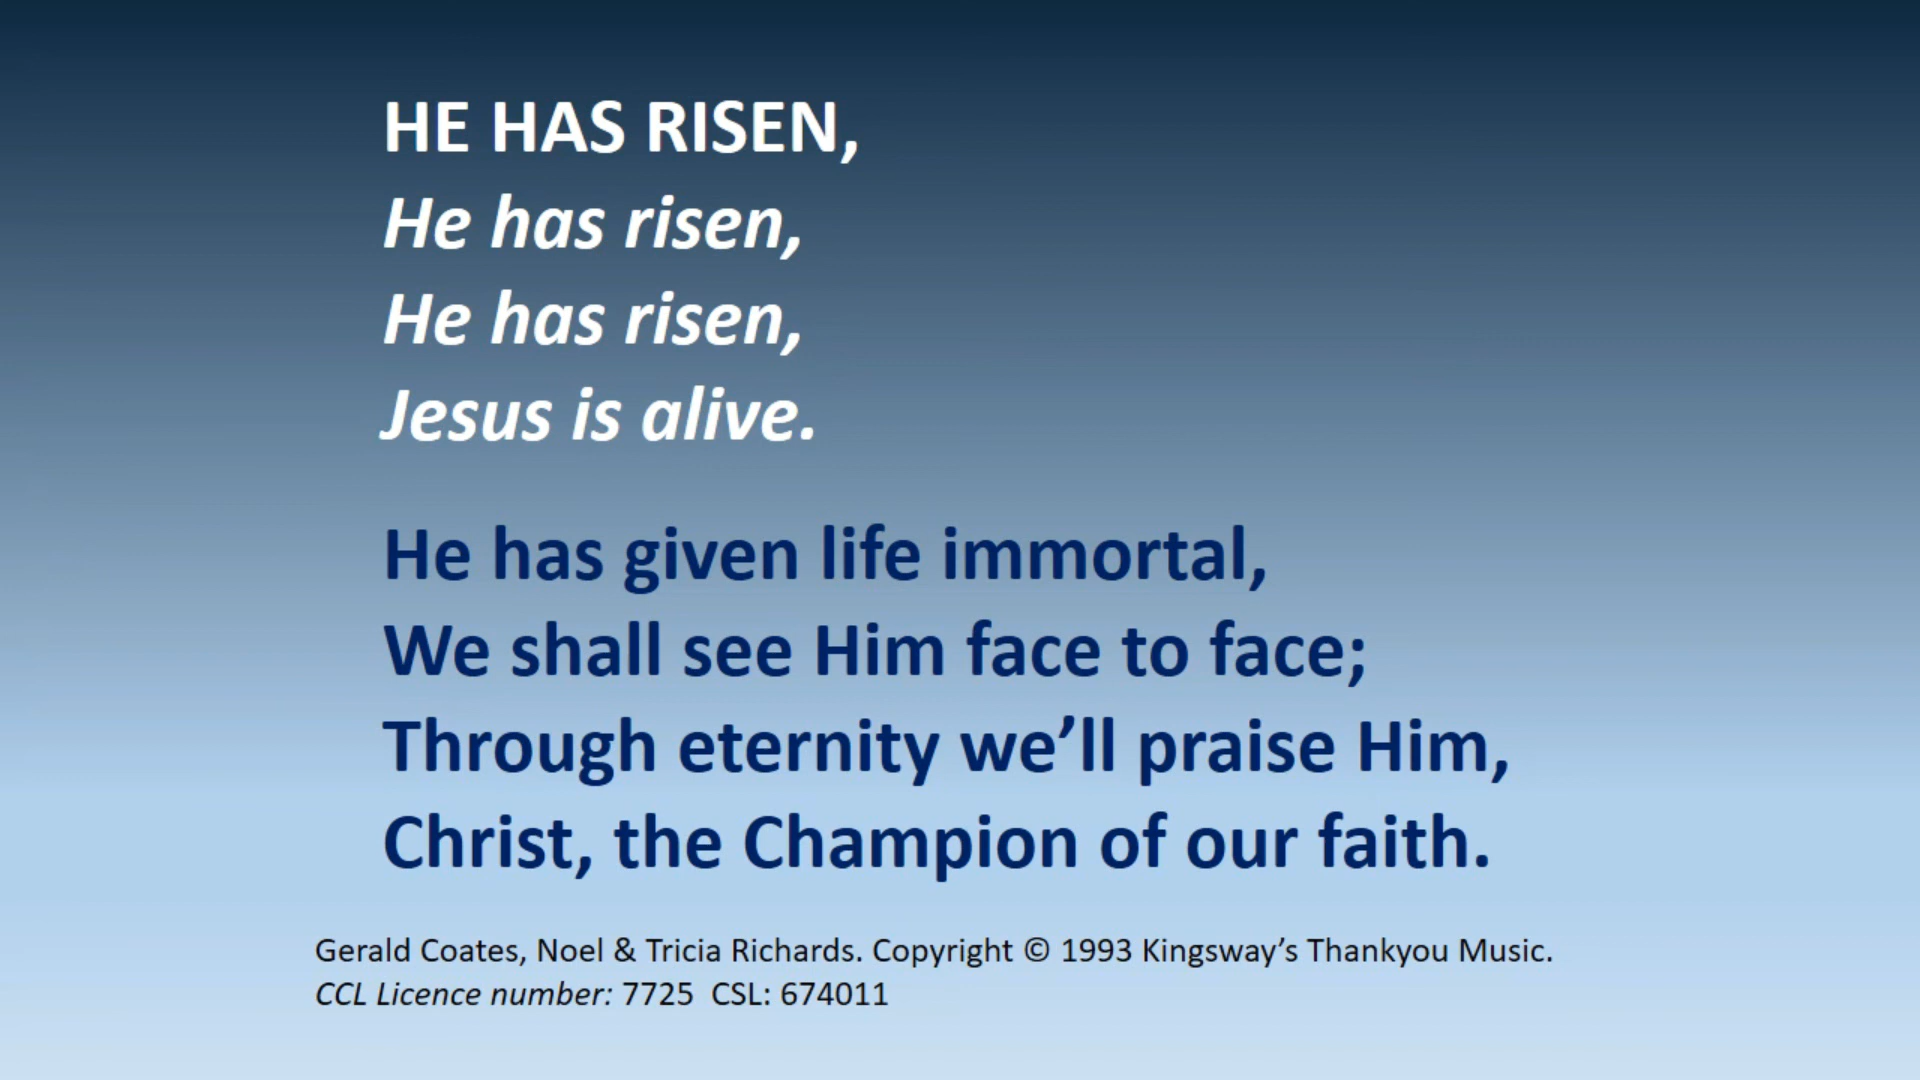 HE HAS RISEN,
He has risen,
He has risen,
Jesus is alive.
He has given life immortal,
We shall see Him face to face;
Through eternity we’ll praise Him,
Christ, the Champion of our faith.
Gerald Coates, Noel & Tricia Richards. Copyright © 1993 Kingsway’s Thankyou Music.
CCL Licence number: 7725  CSL: 674011